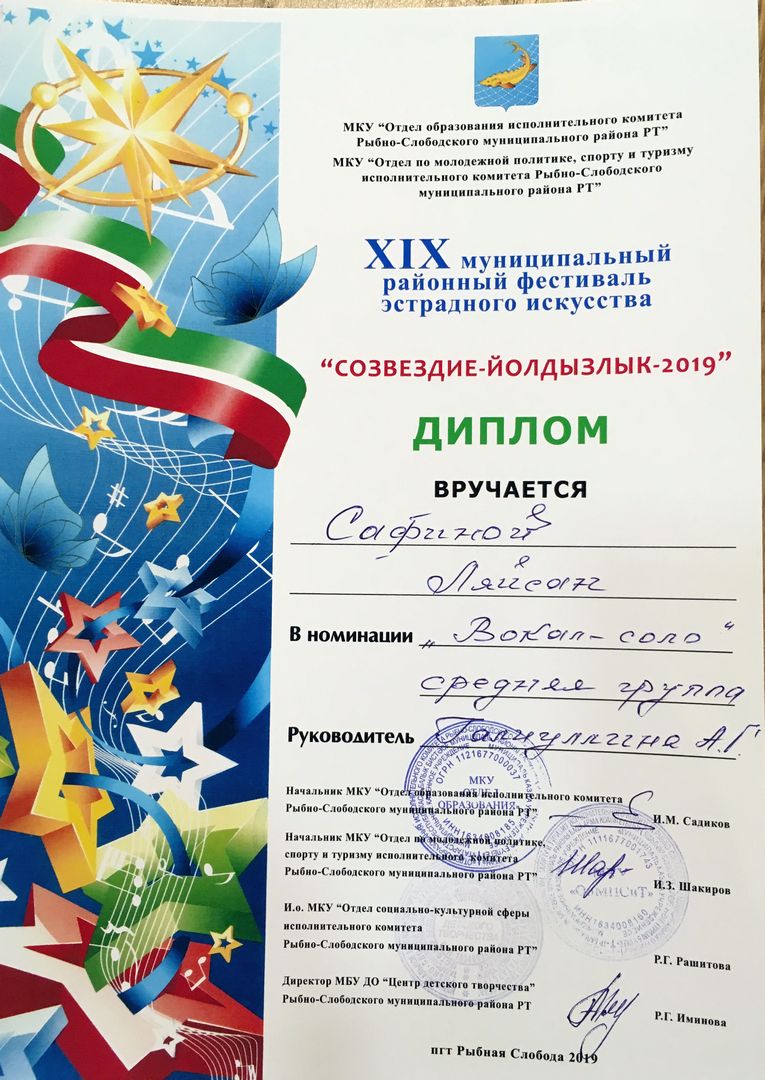 МКУ “Отдел образования исполнительного комитета
Рыбно-Слободского муниципального района РТ”
МКУ “Отдел по молодежной политике, спорту и туризму
исполнительного комитета Рыбно-Слободского
муниципального района РТ”
XIX муниципальный
районный фестиваль
эстрадного искусства
“СОЗВЕЗДИЕ-ЙОЛДЫЗЛЫК-2019”
ДИПЛОМ
ВРУЧАЕТСЯ
Сафиной
Ляйсан
В номинации „Вокал-соло“
средняя группа
Руководитель Галиуллина А.Г.
МКУ
ОТДЕЛ
ОБРАЗОВАНИЯ
Начальник МКУ “Отдел образования исполнительного комитета
Рыбно-Слободского муниципального района РТ”
И.М. Садиков
Начальник МКУ “Отдел по молодежной политике,
спорту и туризму исполнительного комитета
Рыбно-Слободского муниципального района РТ”
И.З. Шакиров
И.о. МКУ “Отдел социально-культурной сферы
исполнительного комитета
Рыбно-Слободского муниципального района РТ”
Р.Г. Рашитова
Директор МБУ ДО “Центр детского творчества”
Рыбно-Слободского муниципального района РТ
Р.Г. Иминова
пгт Рыбная Слобода 2019